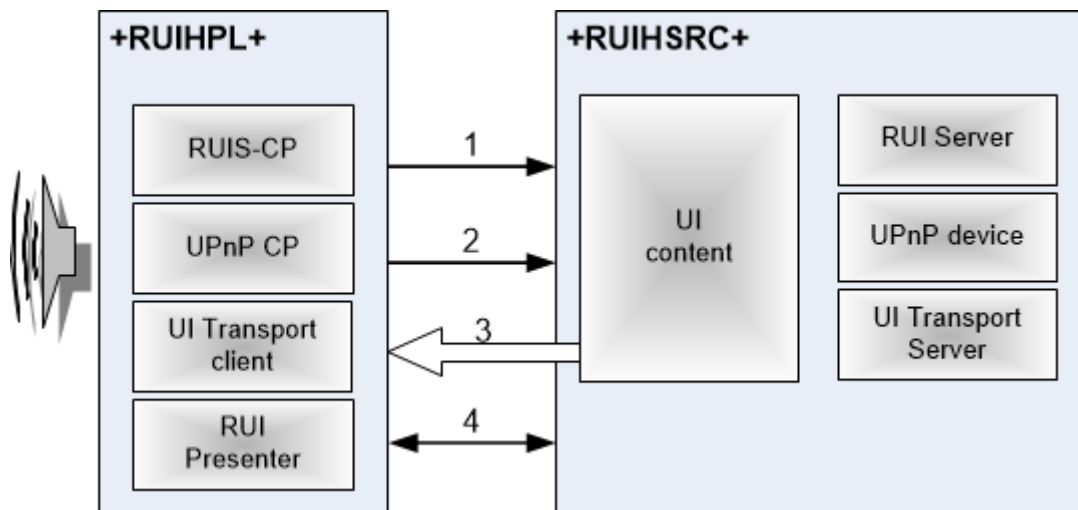 +RUIHPL+
RUIS-CP
UPnP CP
UI Transport
client
RUI
Presenter
1
2
3
4
+RUIHSRC+
UI
content
RUI Server
UPnP device
UI Transport
Server